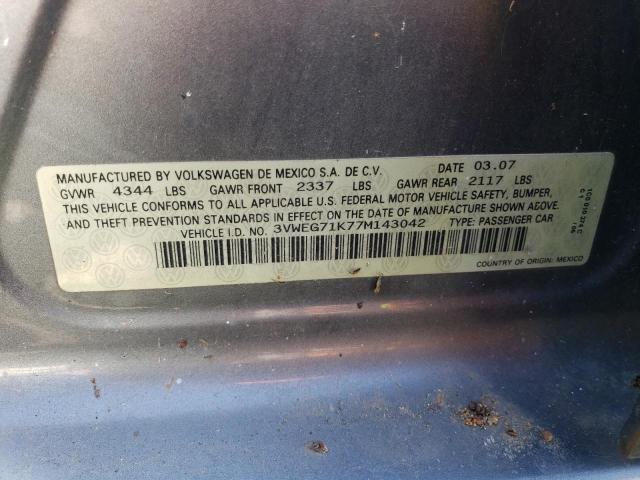 MANUFACTURED BY VOLKSWAGEN DE MEXICO S.A. DE C.V. DATE 03.07
GVWR 4344 LBS GAWR FRONT 2337 LBS GAWR REAR 2117 LBS
THIS VEHICLE CONFORMS TO ALL APPLICABLE U.S. FEDERAL MOTOR VEHICLE SAFETY, BUMPER,
AND THEFT PREVENTION STANDARDS IN EFFECT ON THE DATE OF MANUFACTURE SHOWN ABOVE.
VEHICLE I.D. NO. 3VWEG71K77M143042 TYPE: PASSENGER CAR
COUNTRY OF ORIGIN: MEXICO